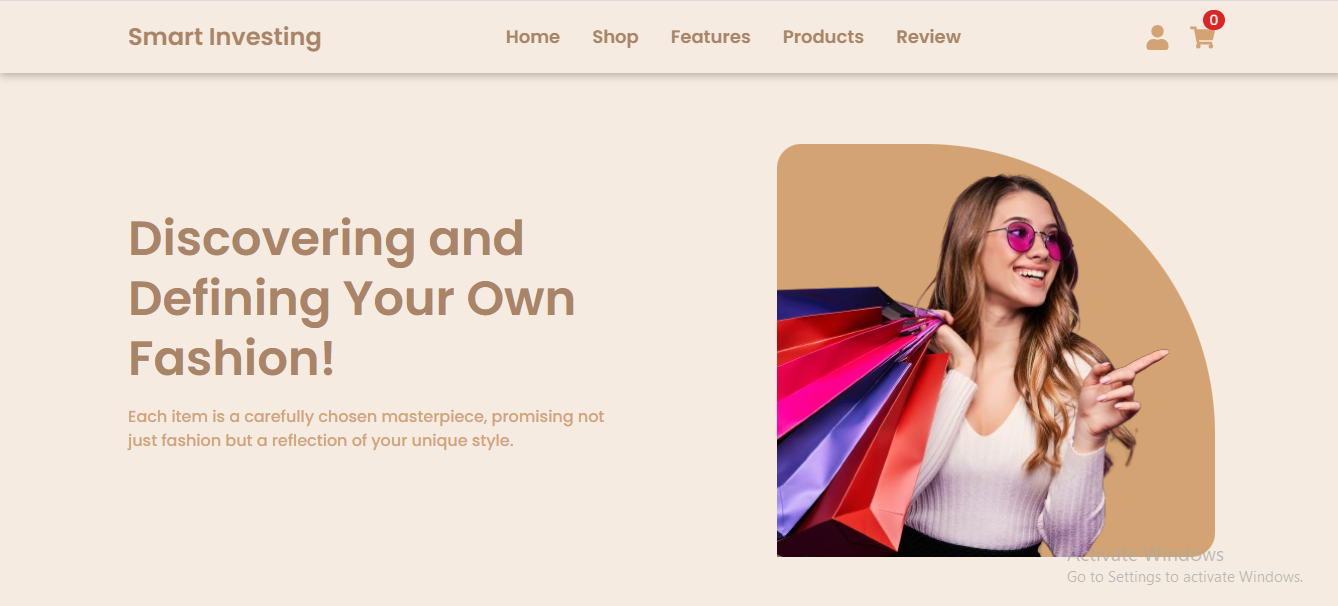 Smart Investing
Home Shop Features Products Review
0
Discovering and
Defining Your Own
Fashion!
Each item is a carefully chosen masterpiece, promising not
just fashion but a reflection of your unique style.
Activate Windows
Go to Settings to activate Windows.